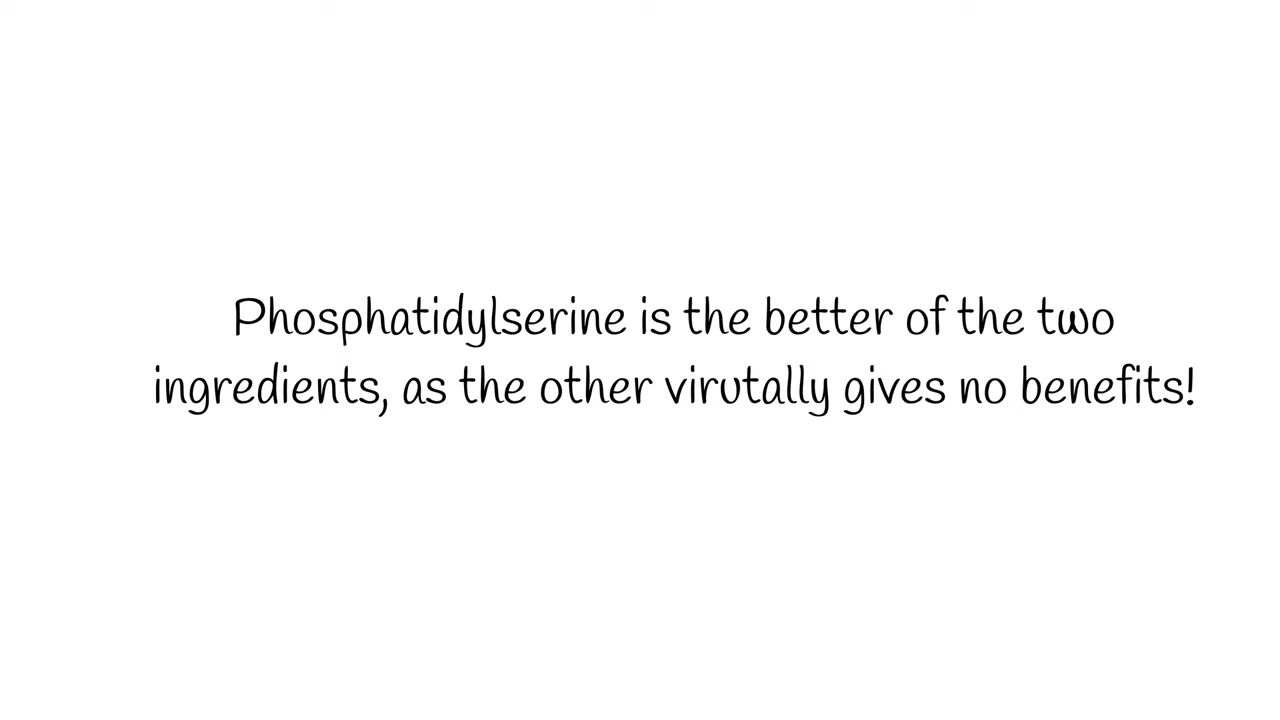 Phosphatidylserine is the better of the two
ingredients, as the other virutally gives no benefits!